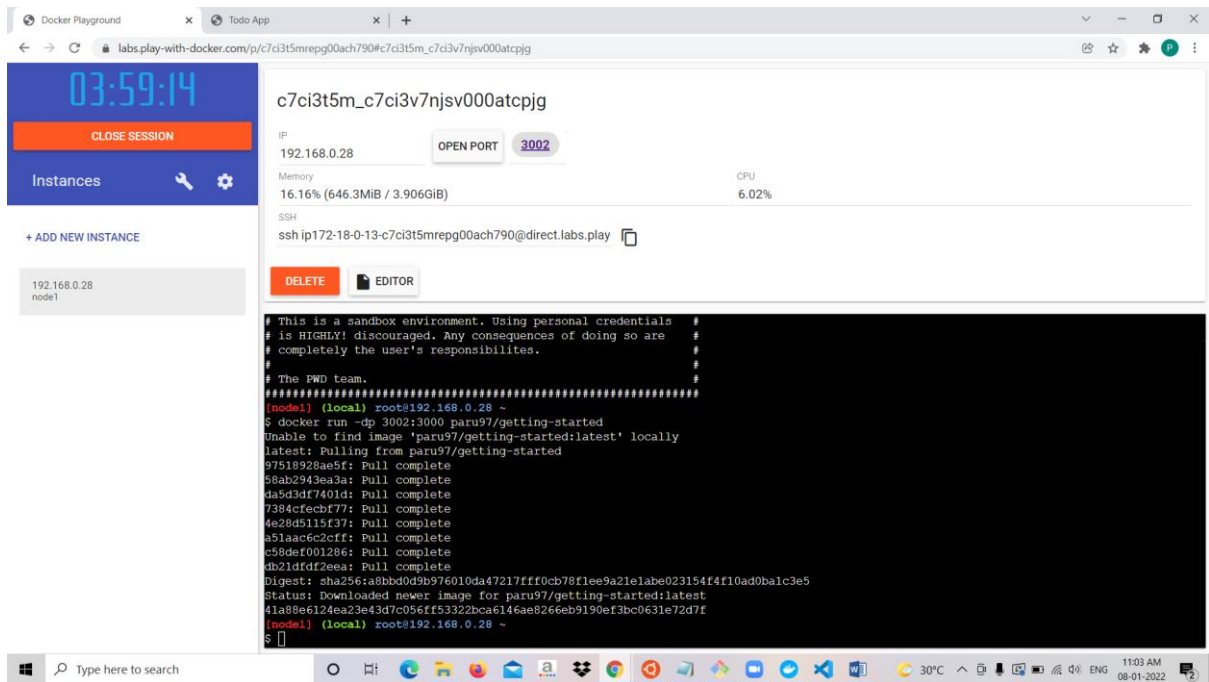 Docker Playground
Todo App
labs.play-with-docker.com/p/c7ci3t5mrepg00ach790#c7ci3t5m_c7ci3v7njsv000atcpjg
P
03:59:14
CLOSE SESSION
Instances
+ ADD NEW INSTANCE
192.168.0.28
node1
c7ci3t5m_c7ci3v7njsv000atcpjg
IP
192.168.0.28
OPEN PORT
3002
Memory
16.16% (646.3MiB / 3.906GiB)
CPU
6.02%
SSH
ssh ip172-18-0-13-c7ci3t5mrepg00ach790@direct.labs.play
DELETE
EDITOR
# This is a sandbox environment. Using personal credentials #
# is HIGHLY! discouraged. Any consequences of doing so are #
# completely the user's responsibilites. #
# #
# The PWD team. #
###############################################################
[node1] (local) root@192.168.0.28 ~
$ docker run -dp 3002:3000 paru97/getting-started
Unable to find image 'paru97/getting-started:latest' locally
latest: Pulling from paru97/getting-started
97518928ae5f: Pull complete
58ab2943ea3a: Pull complete
da5d3df7401d: Pull complete
7384cfecbf77: Pull complete
4e28d5115f37: Pull complete
a51aac6c2cff: Pull complete
c58def001286: Pull complete
db21dfdf2eea: Pull complete
Digest: sha256:a8bbd0d9b976010da47217fff0cb78f1ee9a21e1abe023154f4f10ad0ba1c3e5
Status: Downloaded newer image for paru97/getting-started:latest
41a88e6124ea23e43d7c056ff53322bca6146ae8266eb9190ef3bc0631e72d7f
[node1] (local) root@192.168.0.28 ~
$
Type here to search
30°C
ENG
11:03 AM
08-01-2022
2